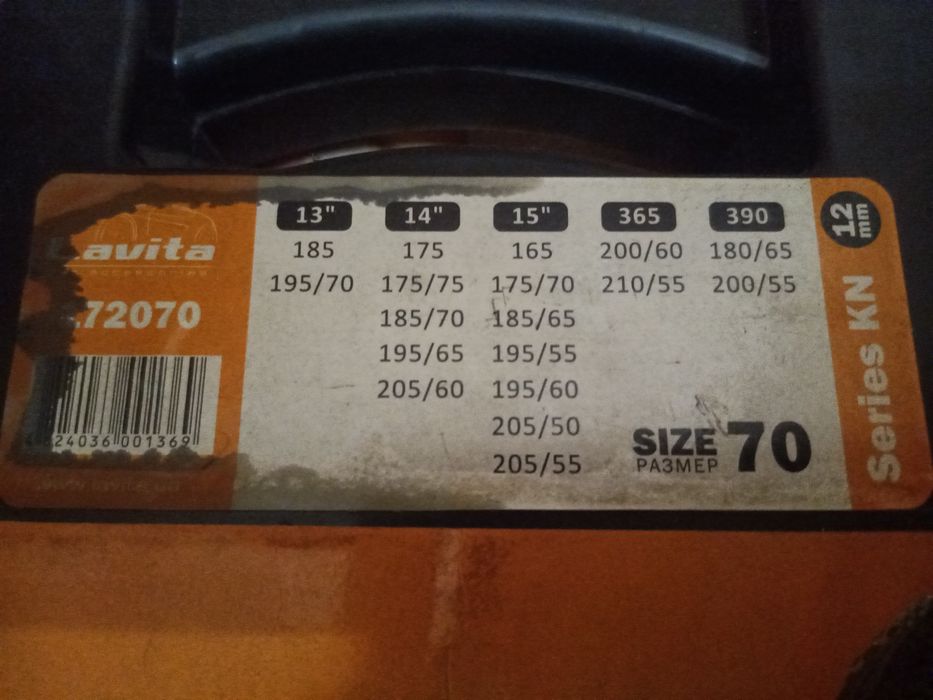 Lavita
accessories
72070
24036 001369
13" 14" 15" 365 390
185 175 165 200/60 180/65
195/70 175/75 175/70 210/55 200/55
185/70 185/65
195/65 195/55
205/60 195/60
205/50
205/55
SIZE 70
РАЗМЕР
12 mm
Series KN